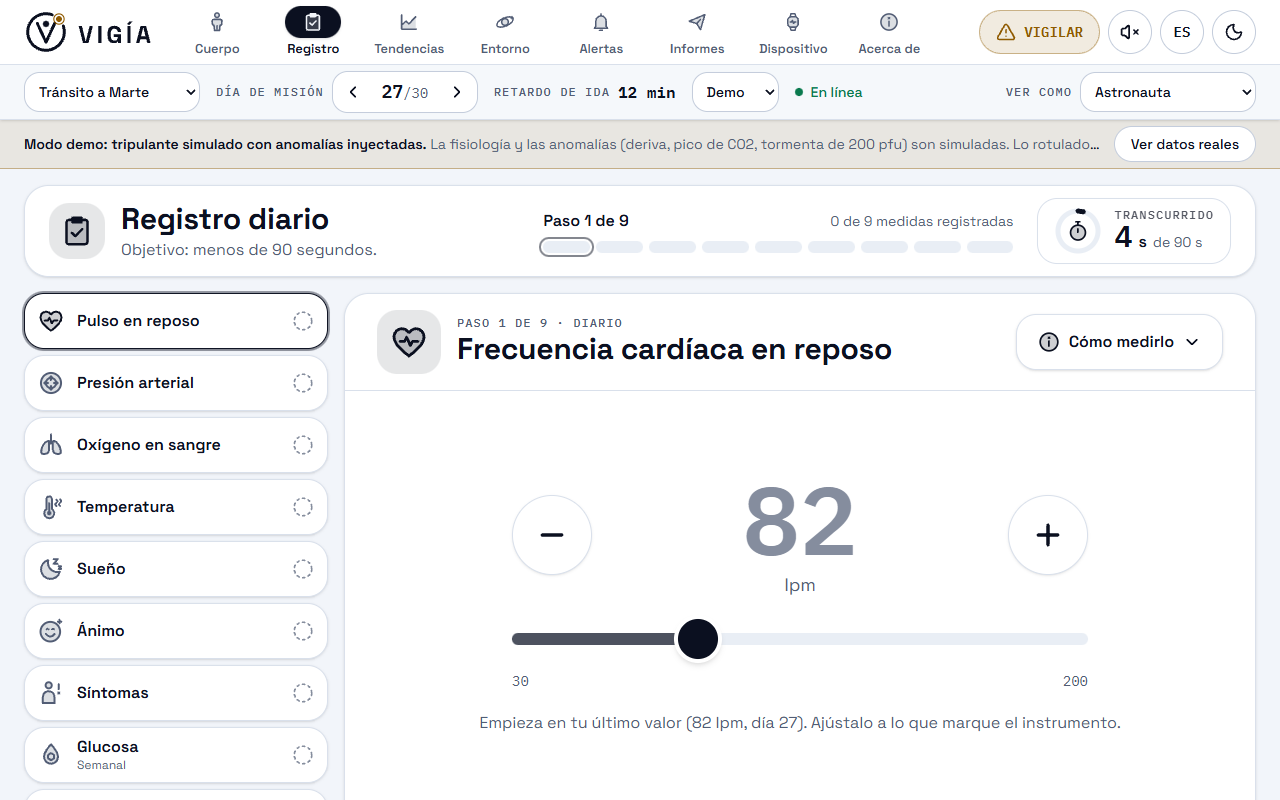 VIGÍA
Cuerpo
Registro
Tendencias
Entorno
Alertas
Informes
Dispositivo
Acerca de
VIGILAR
ES
Tránsito a Marte
DÍA DE MISIÓN
27/30
RETARDO DE IDA 12 min
Demo
En línea
VER COMO
Astronauta
Modo demo: tripulante simulado con anomalías inyectadas. La fisiología y las anomalías (deriva, pico de CO2, tormenta de 200 pfu) son simuladas. Lo rotulado…
Ver datos reales
Registro diario
Objetivo: menos de 90 segundos.
Paso 1 de 9
0 de 9 medidas registradas
TRANSCURRIDO
4 s de 90 s
Pulso en reposo
Presión arterial
Oxígeno en sangre
Temperatura
Sueño
Ánimo
Síntomas
Glucosa
Semanal
PASO 1 DE 9 · DIARIO
Frecuencia cardíaca en reposo
Cómo medirlo
82
lpm
30
200
Empieza en tu último valor (82 lpm, día 27). Ajústalo a lo que marque el instrumento.